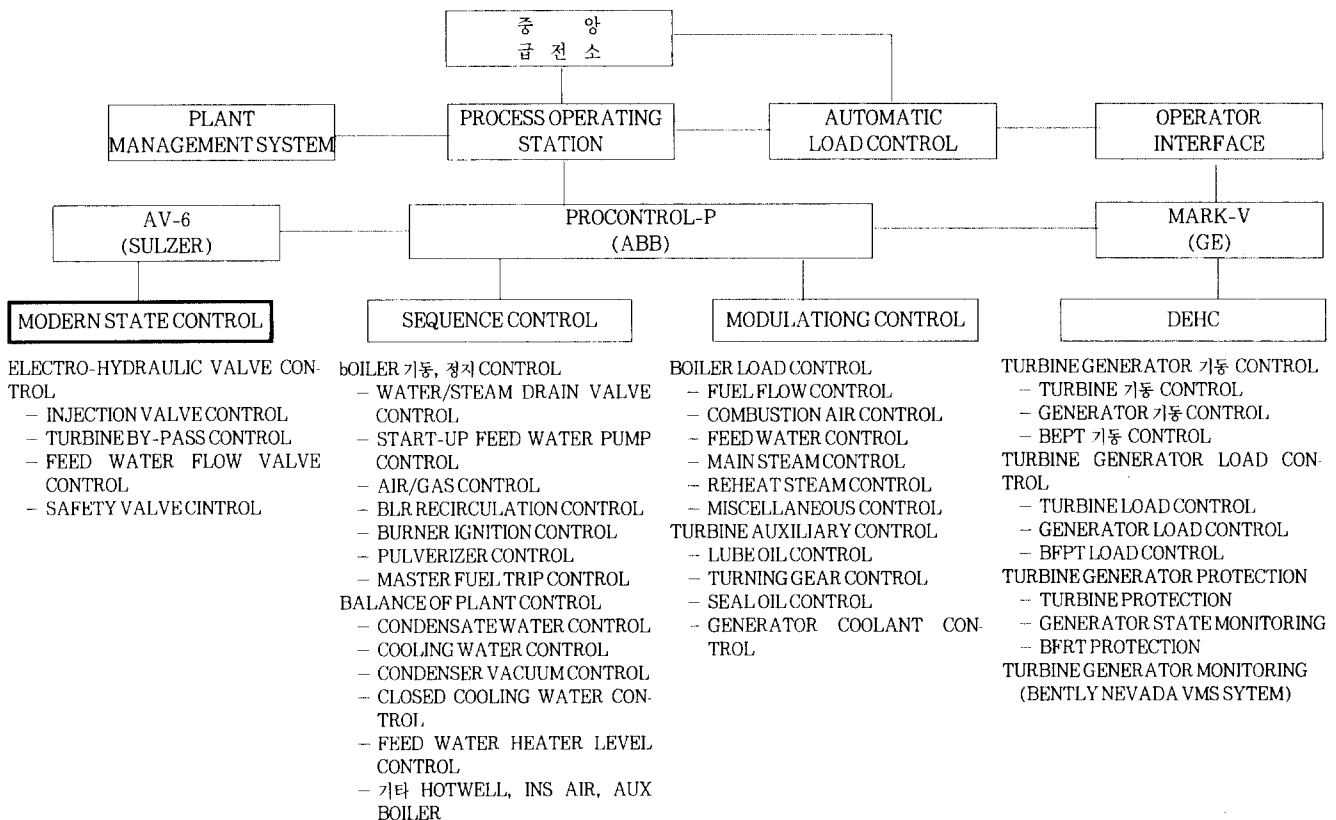 중 앙
급 전 소
PLANT
MANAGEMENT SYSTEM
PROCESS OPERATING
STATION
AUTOMATIC
LOAD CONTROL
OPERATOR
INTERFACE
AV-6
(SULZER)
PROCONTROL-P
(ABB)
MARK-V
(GE)
MODERN STATE CONTROL
SEQUENCE CONTROL
MODULATIONG CONTROL
DEHC
ELECTRO-HYDRAULIC VALVE CON-
TROL
– INJECTION VALVE CONTROL
– TURBINE BY-PASS CONTROL
– FEED WATER FLOW VALVE
CONTROL
– SAFETY VALVE CINTROL
bOILER 기동, 정지 CONTROL
– WATER/STEAM DRAIN VALVE
CONTROL
– START-UP FEED WATER PUMP
CONTROL
– AIR/GAS CONTROL
– BLR RECIRCULATION CONTROL
– BURNER IGNITION CONTROL
– PULVERIZER CONTROL
– MASTER FUEL TRIP CONTROL
BALANCE OF PLANT CONTROL
– CONDENSATE WATER CONTROL
– COOLING WATER CONTROL
– CONDENSER VACUUM CONTROL
– CLOSED COOLING WATER CON-
TROL
– FEED WATER HEATER LEVEL
CONTROL
– 기타 HOTWELL, INS AIR, AUX
BOILER
BOILER LOAD CONTROL
– FUEL FLOW CONTROL
– COMBUSTION AIR CONTROL
– FEED WATER CONTROL
– MAIN STEAM CONTROL
– REHEAT STEAM CONTROL
– MISCELLANEOUS CONTROL
TURBINE AUXILIARY CONTROL
– LUBE OIL CONTROL
– TURNING GEAR CONTROL
– SEAL OIL CONTROL
– GENERATOR COOLANT CON-
TROL
TURBINE GENERATOR 기동 CONTROL
– TURBINE 기동 CONTROL
– GENERATOR 기동 CONTROL
– BEPT 기동 CONTROL
TURBINE GENERATOR LOAD CON-
TROL
– TURBINE LOAD CONTROL
– GENERATOR LOAD CONTROL
– BFPT LOAD CONTROL
TURBINE GENERATOR PROTECTION
– TURBINE PROTECTION
– GENERATOR STATE MONITORING
– BFRT PROTECTION
TURBINE GENERATOR MONITORING
(BENTLY NEVADA VMS SYTEM)